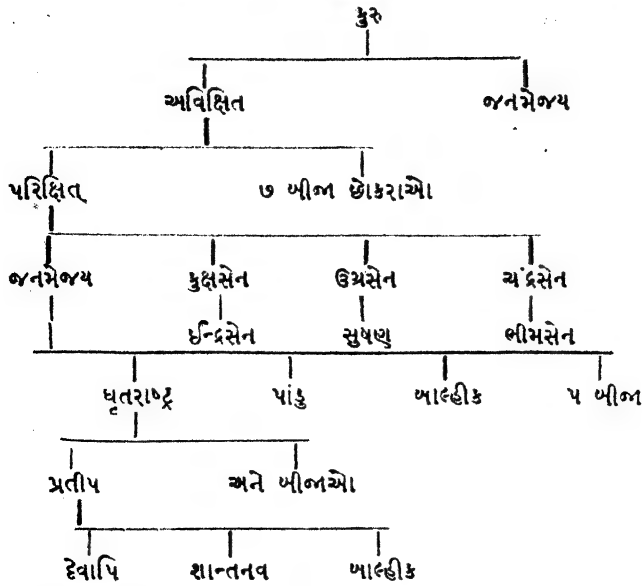 કુરુ
અવિક્ષિત જનમેજય
પરિક્ષિત્ ૭ બીજા છોકરાઓ
જનમેજય કુક્ષસેન ઉગ્રસેન ચંદ્રસેન
ઈન્દ્રસેન સુષણ ભીમસેન
ધૃતરાષ્ટ્ર પાંડુ બાલ્હીક ૫ બીજા
પ્રતીપ અને બીજાઓ
દેવાપિ શાન્તનવ બાલ્હીક